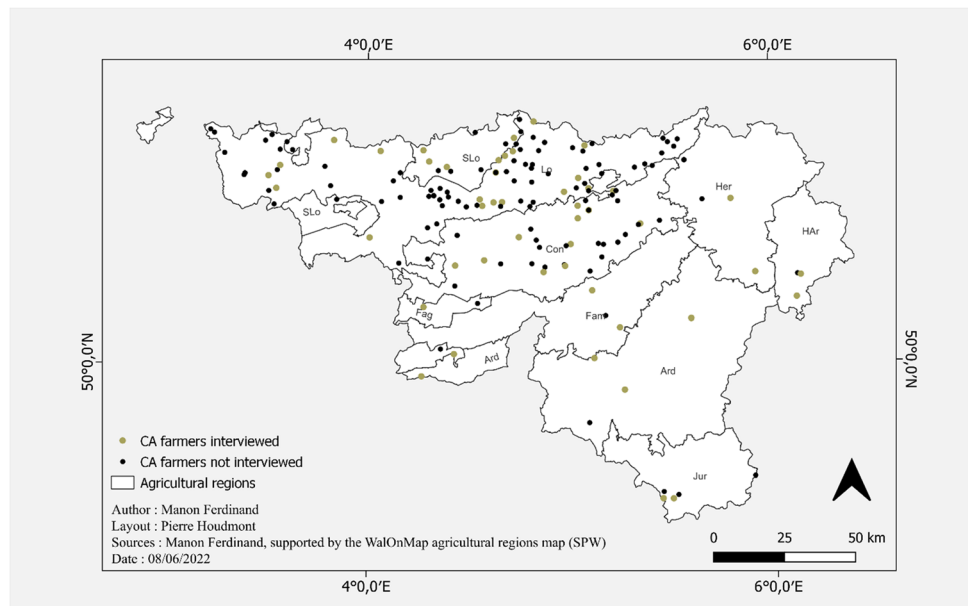 4°0,0′E 6°0,0′E
SLo
Lo
Her
SLo
HAr
Con
Fag
Fam
Ard
Ard
50°0,0′N 50°0,0′N
Jur
CA farmers interviewed
CA farmers not interviewed
Agricultural regions
Author : Manon Ferdinand
Layout : Pierre Houdmont
Sources : Manon Ferdinand, supported by the WalOnMap agricultural regions map (SPW)
Date : 08/06/2022
0 25 50 km
4°0,0′E 6°0,0′E